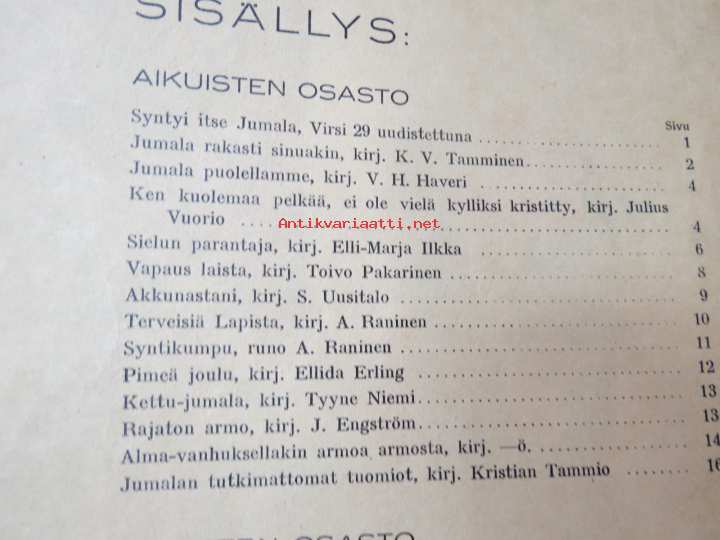 SISÄLLYS:
AIKUISTEN OSASTO
Sivu
Syntyi itse Jumala, Virsi 29 uudistettuna 1
Jumala rakasti sinuakin, kirj. K. V. Tamminen 2
Jumala puolellamme, kirj. V. H. Haveri 4
Ken kuolemaa pelkää, ei ole vielä kylliksi kristitty, kirj. Julius
Vuorio 4
Antikvariaatti.net
Sielun parantaja, kirj. Elli-Marja Ilkka 6
Vapaus laista, kirj. Toivo Pakarinen 8
Akkunastani, kirj. S. Uusitalo 9
Terveisiä Lapista, kirj. A. Raninen 10
Syntikumpu, runo A. Raninen 11
Pimeä joulu, kirj. Ellida Erling 12
Kettu-jumala, kirj. Tyyne Niemi 13
Rajaton armo, kirj. J. Engström 13
Alma-vanhuksellakin armoa armosta, kirj. —ö. 14
Jumalan tutkimattomat tuomiot, kirj. Kristian Tammio 16
OSASTO